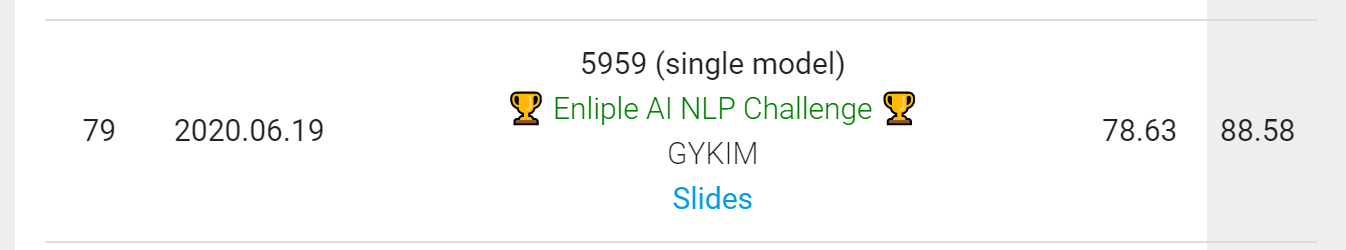 79 2020.06.19 5959 (single model) 78.63 88.58
🏆 Enliple AI NLP Challenge 🏆
GYKIM
Slides